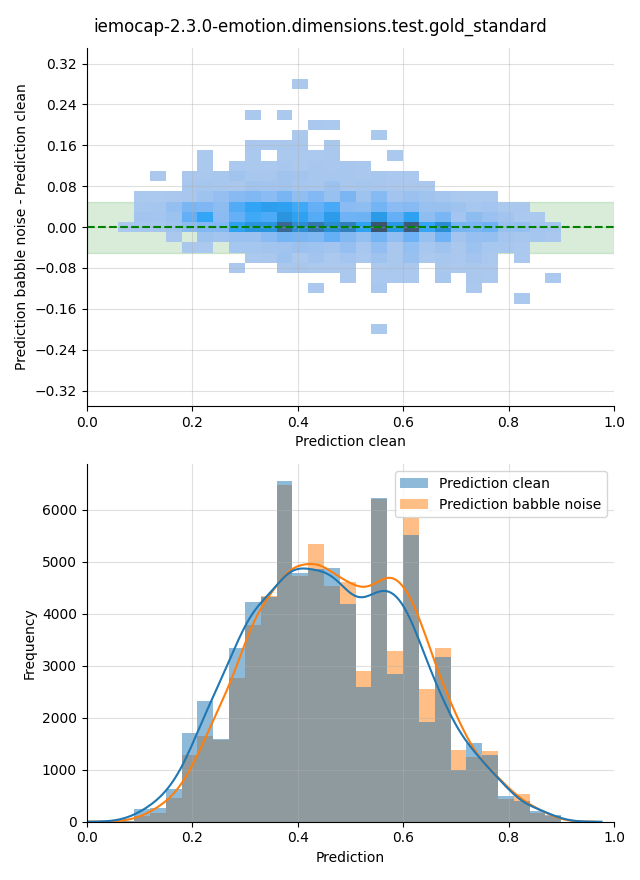 iemocap-2.3.0-emotion.dimensions.test.gold_standard
Prediction babble noise - Prediction clean
0.32
0.24
0.16
0.08
0.00
−0.08
−0.16
−0.24
−0.32
0.0 0.2 0.4 0.6 0.8 1.0
Prediction clean
Prediction clean
Prediction babble noise
Frequency
6000
5000
4000
3000
2000
1000
0
0.0 0.2 0.4 0.6 0.8 1.0
Prediction